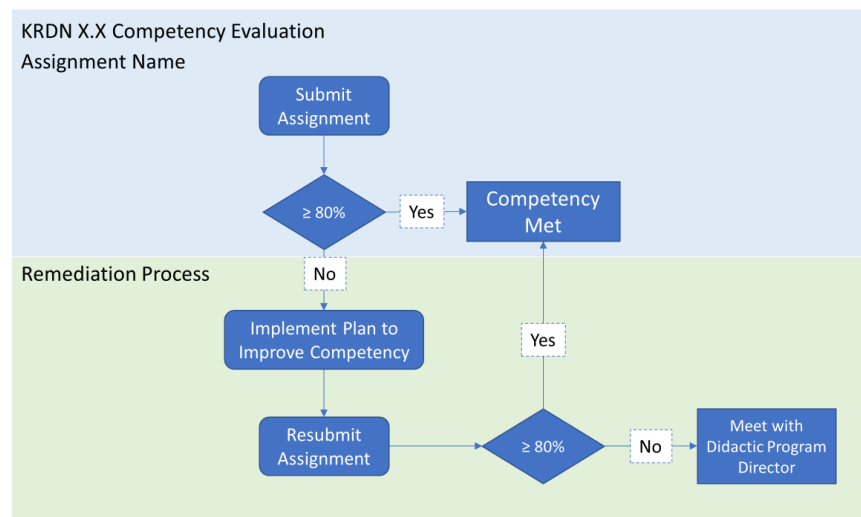 KRDN X.X Competency Evaluation
Assignment Name
Submit
Assignment
≥ 80%
Yes
Competency
Met
Remediation Process
No
Implement Plan to
Improve Competency
Yes
Resubmit
Assignment
≥ 80%
No
Meet with
Didactic Program
Director